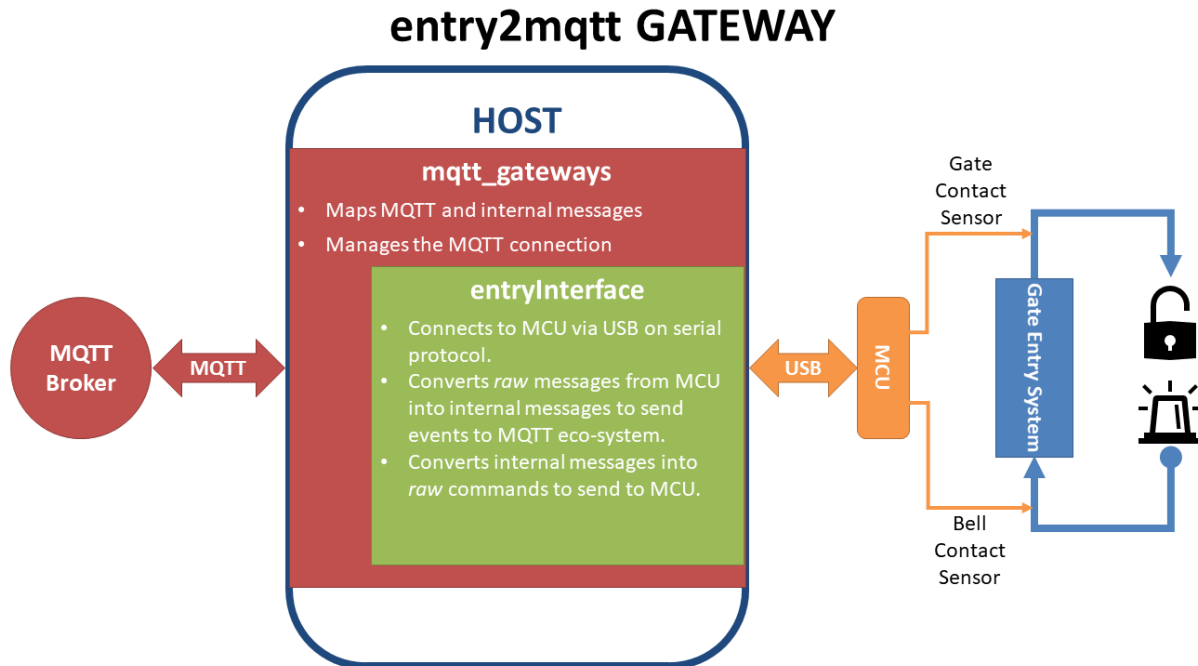 entry2mqtt GATEWAY
HOST
mqtt_gateways
• Maps MQTT and internal messages
• Manages the MQTT connection
entryInterface
• Connects to MCU via USB on serial
protocol.
• Converts raw messages from MCU
into internal messages to send
events to MQTT eco-system.
• Converts internal messages into
raw commands to send to MCU.
MQTT
Broker
MQTT
USB
MCU
Gate
Contact
Sensor
Gate Entry System
Bell
Contact
Sensor